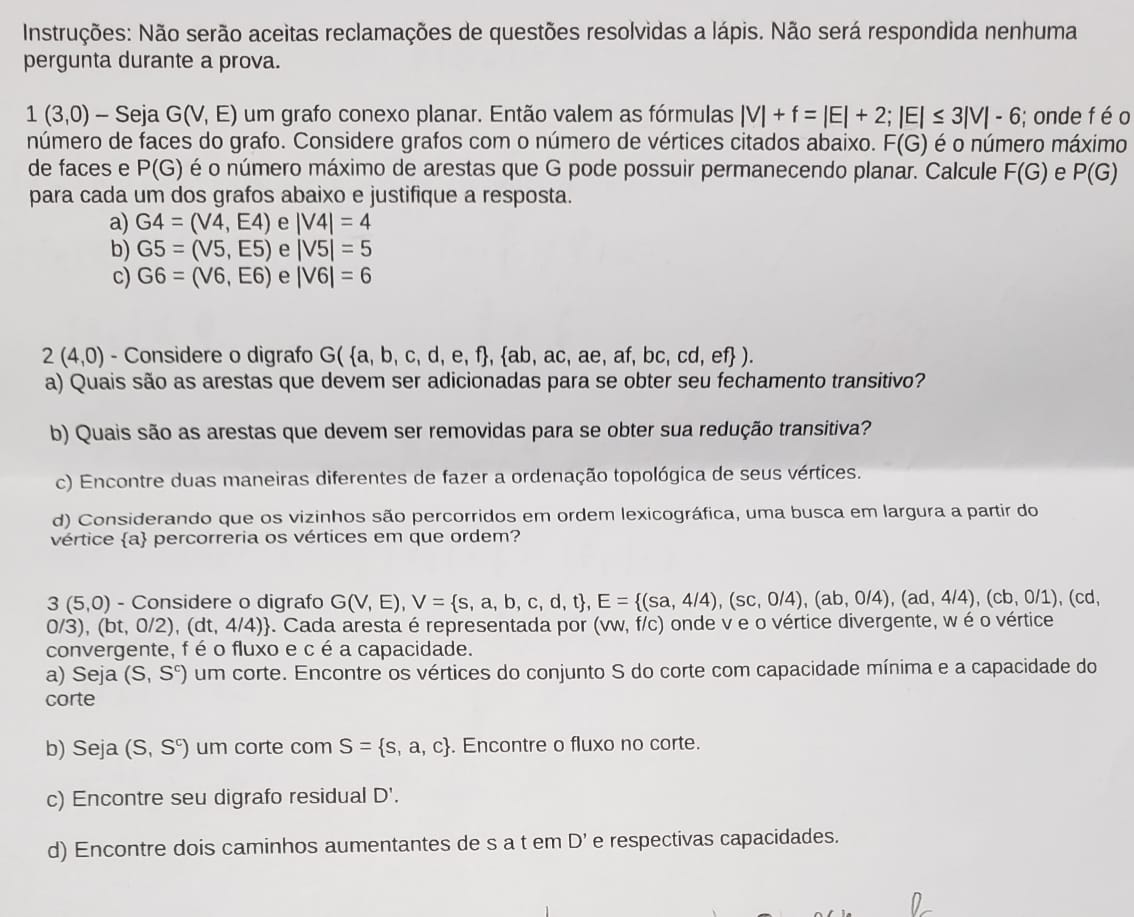 Instruções: Não serão aceitas reclamações de questões resolvidas a lápis. Não será respondida nenhuma
pergunta durante a prova.
1 (3,0) – Seja G(V, E) um grafo conexo planar. Então valem as fórmulas |V| + f = |E| + 2; |E| ≤ 3|V| - 6; onde f é o
número de faces do grafo. Considere grafos com o número de vértices citados abaixo. F(G) é o número máximo
de faces e P(G) é o número máximo de arestas que G pode possuir permanecendo planar. Calcule F(G) e P(G)
para cada um dos grafos abaixo e justifique a resposta.
a) G4 = (V4, E4) e |V4| = 4
b) G5 = (V5, E5) e |V5| = 5
c) G6 = (V6, E6) e |V6| = 6
2 (4,0) - Considere o digrafo G( {a, b, c, d, e, f}, {ab, ac, ae, af, bc, cd, ef} ).
a) Quais são as arestas que devem ser adicionadas para se obter seu fechamento transitivo?
b) Quais são as arestas que devem ser removidas para se obter sua redução transitiva?
c) Encontre duas maneiras diferentes de fazer a ordenação topológica de seus vértices.
d) Considerando que os vizinhos são percorridos em ordem lexicográfica, uma busca em largura a partir do
vértice {a} percorreria os vértices em que ordem?
3 (5,0) - Considere o digrafo G(V, E), V = {s, a, b, c, d, t}, E = {(sa, 4/4), (sc, 0/4), (ab, 0/4), (ad, 4/4), (cb, 0/1), (cd,
0/3), (bt, 0/2), (dt, 4/4)}. Cada aresta é representada por (vw, f/c) onde v e o vértice divergente, w é o vértice
convergente, f é o fluxo e c é a capacidade.
a) Seja (S, Sᶜ) um corte. Encontre os vértices do conjunto S do corte com capacidade mínima e a capacidade do
corte
b) Seja (S, Sᶜ) um corte com S = {s, a, c}. Encontre o fluxo no corte.
c) Encontre seu digrafo residual D'.
d) Encontre dois caminhos aumentantes de s a t em D' e respectivas capacidades.